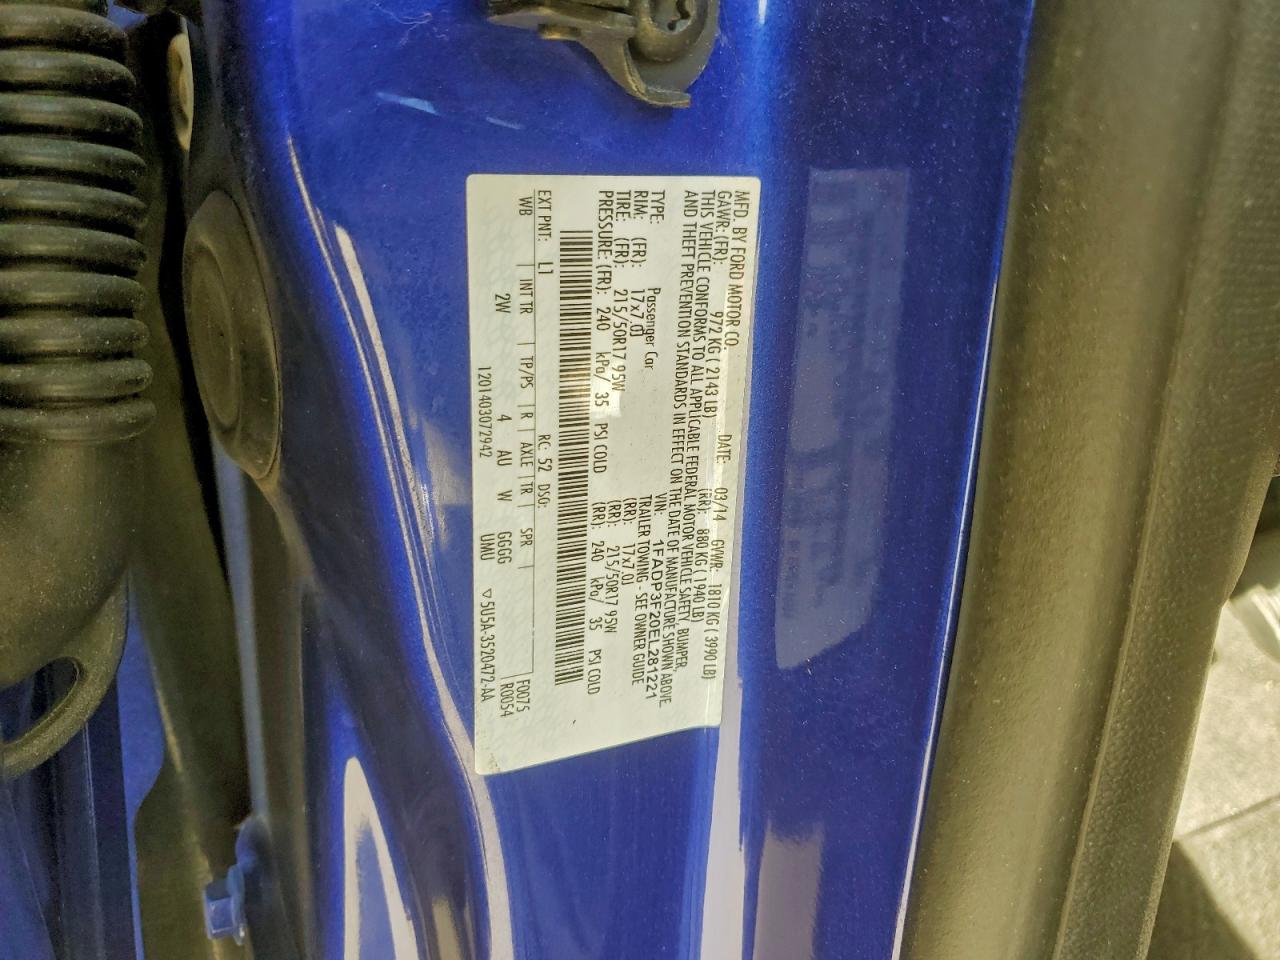 MFD. BY FORD MOTOR CO.
DATE: 03/14 GVWR: 1810 KG ( 3990 LB)
GAWR: (FR): 972 KG ( 2143 LB) (RR): 880 KG ( 1940 LB)
THIS VEHICLE CONFORMS TO ALL APPLICABLE FEDERAL MOTOR VEHICLE SAFETY, BUMPER,
AND THEFT PREVENTION STANDARDS IN EFFECT ON THE DATE OF MANUFACTURE SHOWN ABOVE
VIN: 1FADP3F20EL281221
TYPE: Passenger Car TRAILER TOWING - SEE OWNER GUIDE
RIM: (FR): 17x7.0J (RR): 17x7.0J
TIRE: (FR): 215/50R17 95W (RR): 215/50R17 95W
PRESSURE: (FR): 240 kPa/ 35 PSI COLD (RR): 240 kPa/ 35 PSI COLD
EXT PNT: L1 RC: 52 DSO: F0075
WB | INT TR | TP/PS | R | AXLE | TR | SPR | R0054
2W 4 AU W GGGG
UMU
1201403072942 ▽5U5A-3520472-AA